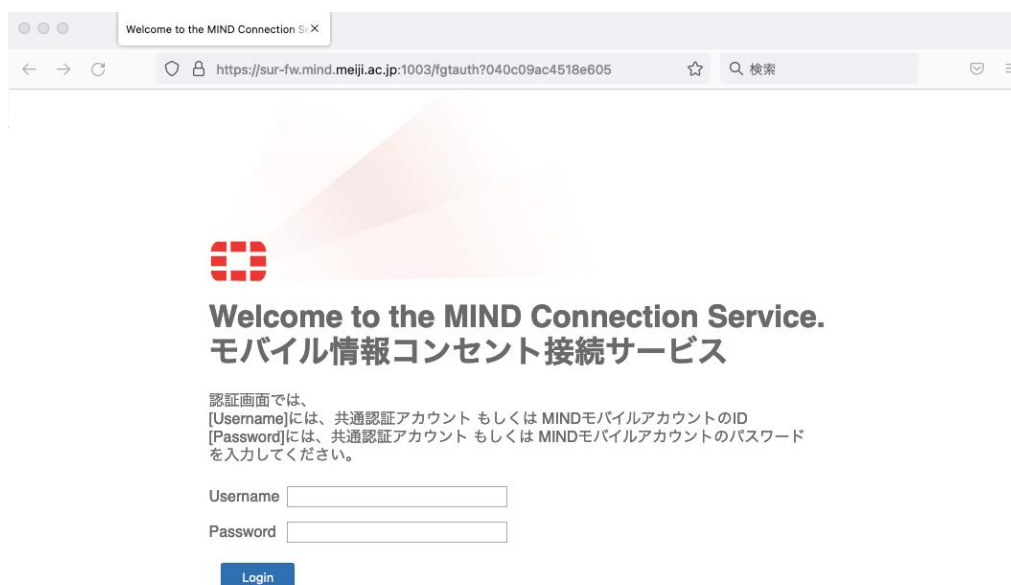 Welcome to the MIND Connection S
https://sur-fw.mind.meiji.ac.jp:1003/fgtauth?040c09ac4518e605
検索
Welcome to the MIND Connection Service.
モバイル情報コンセント接続サービス
認証画面では、
[Username]には、共通認証アカウント もしくは MINDモバイルアカウントのID
[Password]には、共通認証アカウント もしくは MINDモバイルアカウントのパスワード
を入力してください。
Username
Password
Login